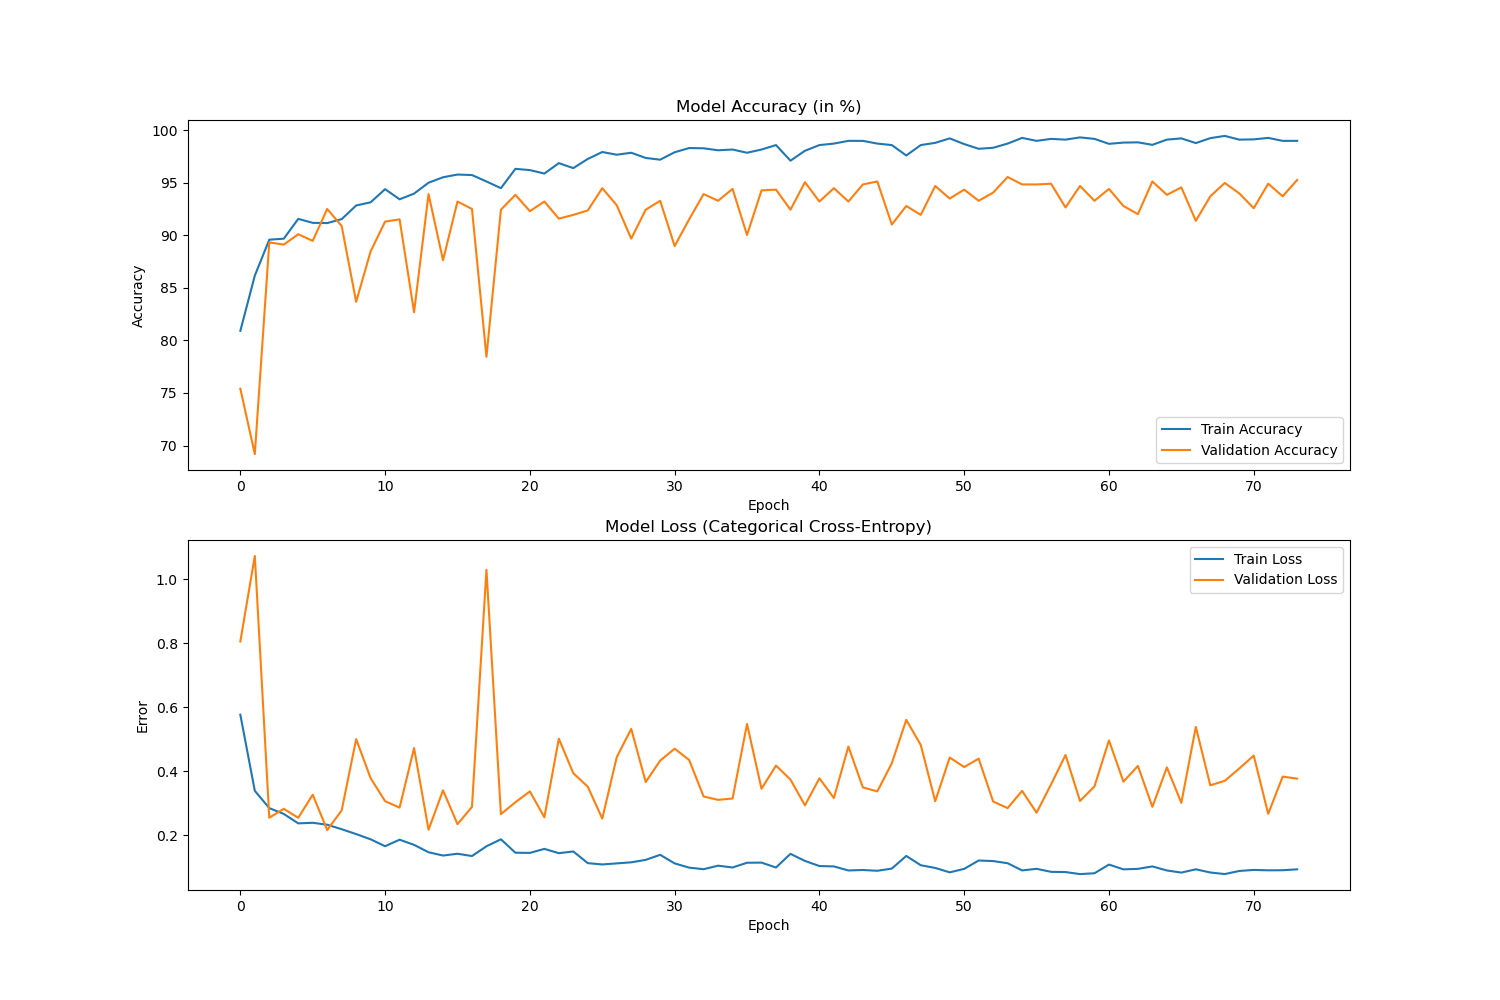 Model Accuracy (in %)
100
95
90
85
80
75
70
Accuracy
Train Accuracy
Validation Accuracy
0 10 20 30 40 50 60 70
Epoch
Model Loss (Categorical Cross-Entropy)
1.0
0.8
0.6
0.4
0.2
Error
Train Loss
Validation Loss
0 10 20 30 40 50 60 70
Epoch